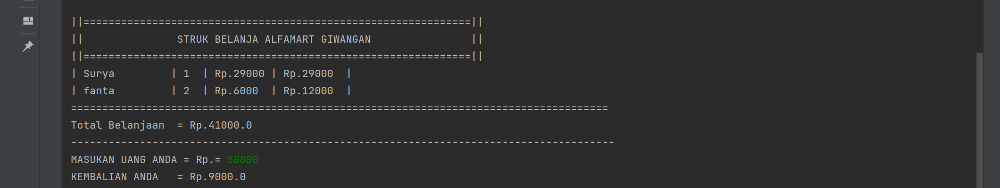 ||==============================================================||
||               STRUK BELANJA ALFAMART GIWANGAN                ||
||==============================================================||
| Surya         | 1  | Rp.29000 | Rp.29000  |
| fanta         | 2  | Rp.6000  | Rp.12000  |
======================================================================================
Total Belanjaan  = Rp.41000.0
---------------------------------------------------------------------------------------
MASUKAN UANG ANDA = Rp.= 50000
KEMBALIAN ANDA   = Rp.9000.0